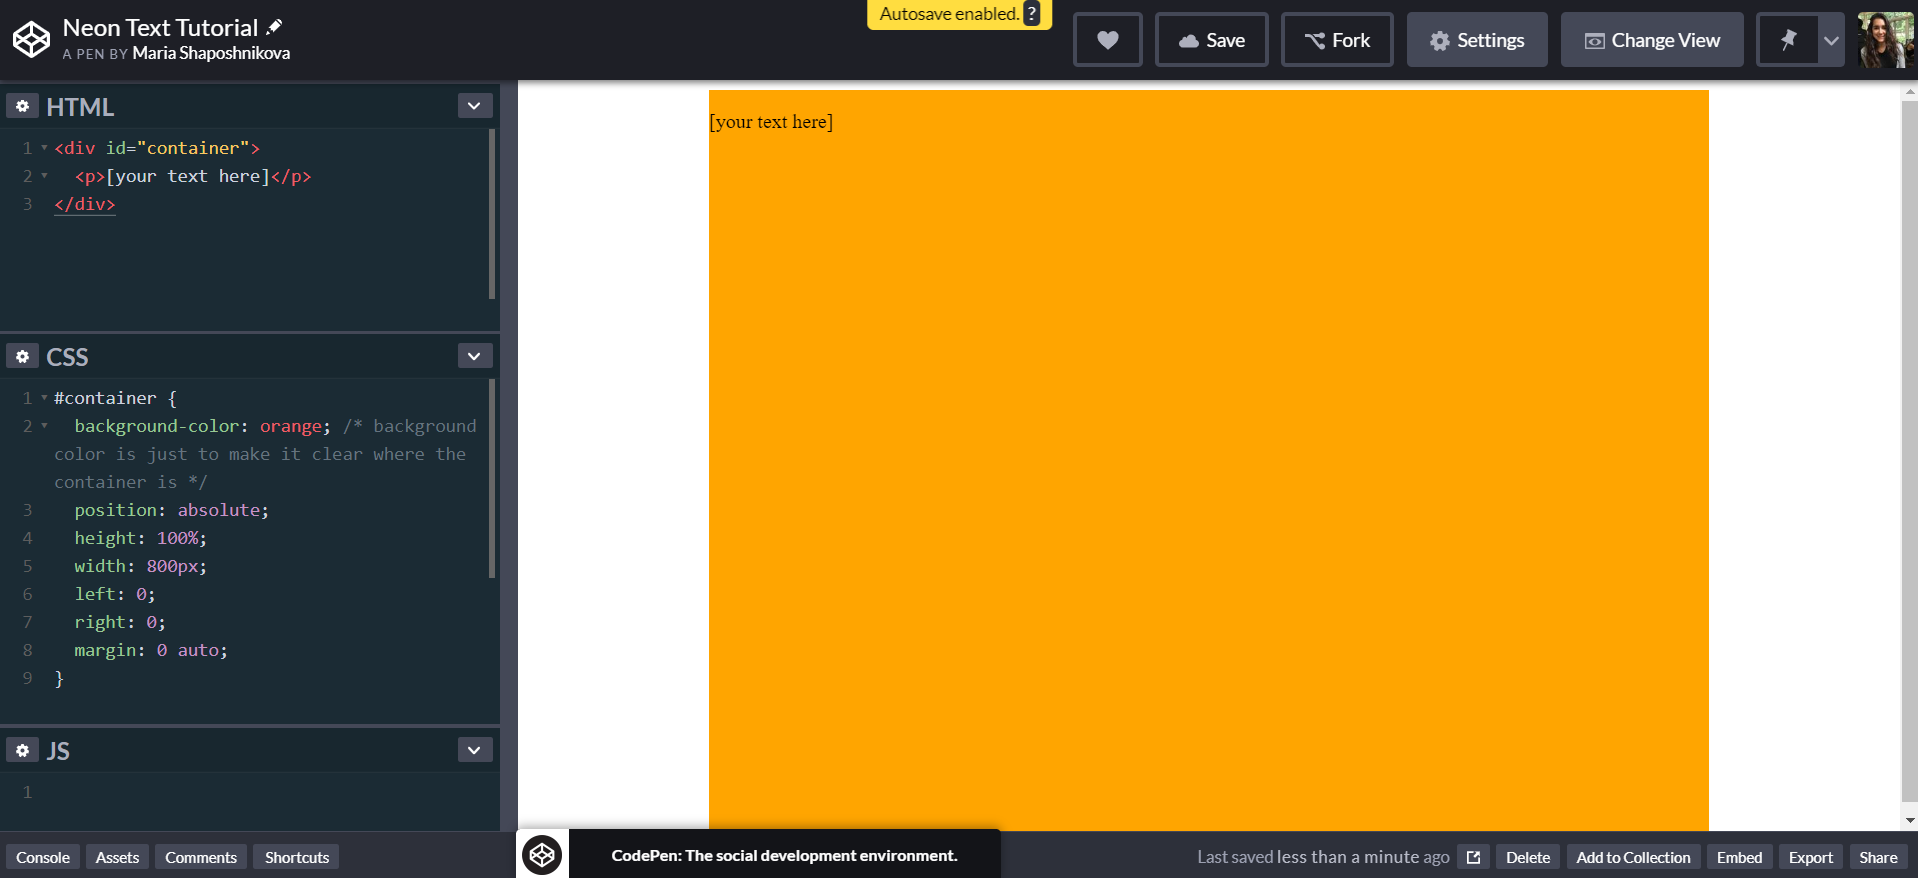 Neon Text Tutorial
A PEN BY Maria Shaposhnikova
Autosave enabled. ?
Save
Fork
Settings
Change View
HTML
1 <div id="container">
2 <p>[your text here]</p>
3 </div>
CSS
1 #container {
2 background-color: orange; /* background
color is just to make it clear where the
container is */
3 position: absolute;
4 height: 100%;
5 width: 800px;
6 left: 0;
7 right: 0;
8 margin: 0 auto;
9 }
JS
1
[your text here]
Console Assets Comments Shortcuts
CodePen: The social development environment.
Last saved less than a minute ago
Delete Add to Collection Embed Export Share